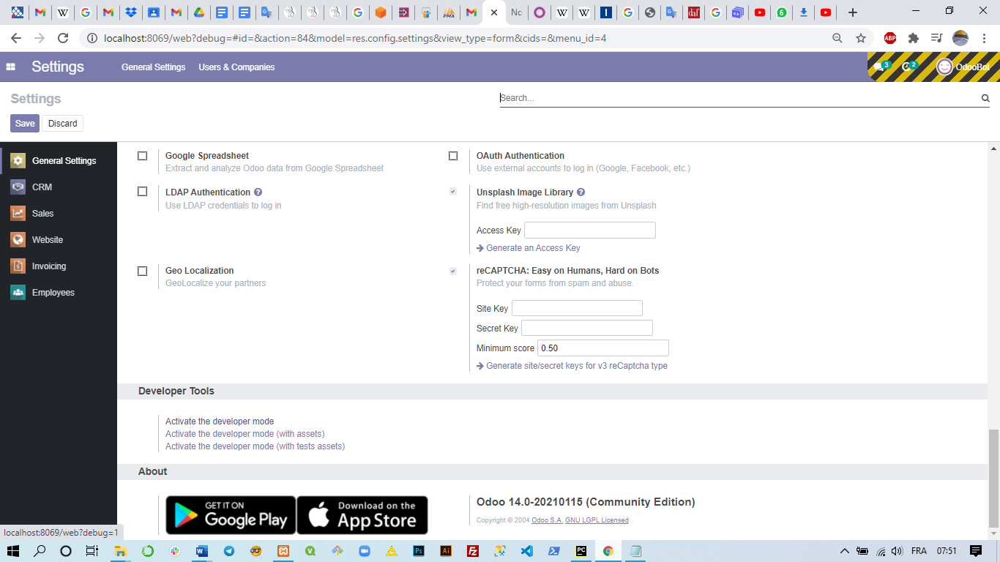 Nc
localhost:8069/web?debug=#id=&action=84&model=res.config.settings&view_type=form&cids=&menu_id=4
ABP
Settings
General Settings
Users & Companies
3
2
OdooBot
Settings
Search...
Save
Discard
General Settings
CRM
Sales
Website
Invoicing
Employees
Google Spreadsheet
Extract and analyze Odoo data from Google Spreadsheet
OAuth Authentication
Use external accounts to log in (Google, Facebook, etc.)
LDAP Authentication ?
Use LDAP credentials to log in
Unsplash Image Library ?
Find free high-resolution images from Unsplash
Access Key
Generate an Access Key
Geo Localization
GeoLocalize your partners
reCAPTCHA: Easy on Humans, Hard on Bots
Protect your forms from spam and abuse.
Site Key
Secret Key
Minimum score 0.50
Generate site/secret keys for v3 reCaptcha type
Developer Tools
Activate the developer mode
Activate the developer mode (with assets)
Activate the developer mode (with tests assets)
About
GET IT ON
Google Play
Download on the
App Store
Odoo 14.0-20210115 (Community Edition)
Copyright © 2004 Odoo S.A. GNU LGPL Licensed
localhost:8069/web?debug=1
FRA
07:51